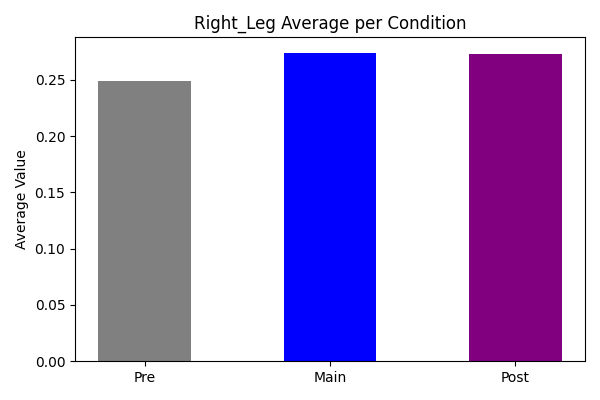 Right_Leg Average per Condition
Average Value
0.25
0.20
0.15
0.10
0.05
0.00
Pre
Main
Post